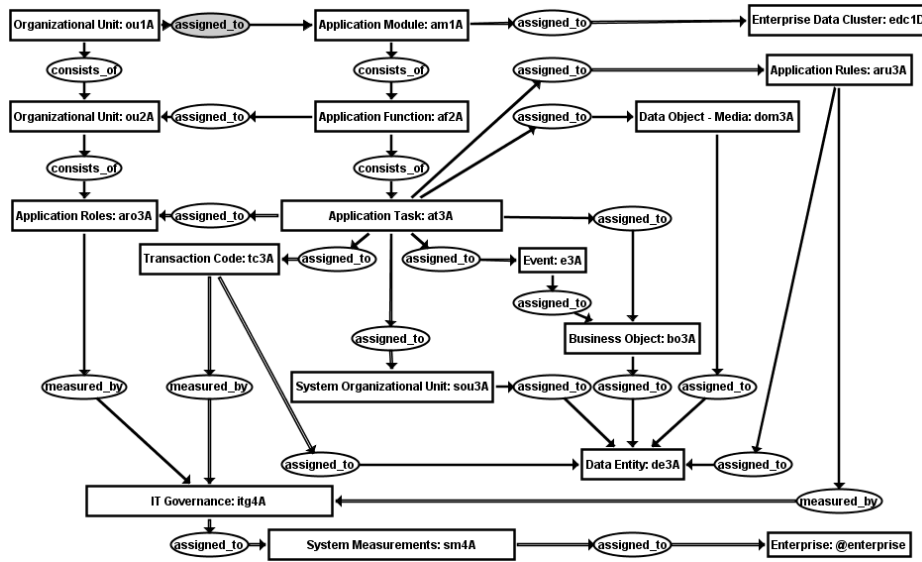 Organizational Unit: ou1A
assigned_to
Application Module: am1A
assigned_to
Enterprise Data Cluster: edc1D
consists_of
consists_of
assigned_to
Application Rules: aru3A
Organizational Unit: ou2A
assigned_to
Application Function: af2A
assigned_to
Data Object - Media: dom3A
consists_of
consists_of
Application Roles: aro3A
assigned_to
Application Task: at3A
assigned_to
Transaction Code: tc3A
assigned_to
assigned_to
Event: e3A
assigned_to
assigned_to
Business Object: bo3A
measured_by
measured_by
System Organizational Unit: sou3A
assigned_to
assigned_to
assigned_to
assigned_to
Data Entity: de3A
assigned_to
IT Governance: itg4A
measured_by
assigned_to
System Measurements: sm4A
assigned_to
Enterprise: @enterprise